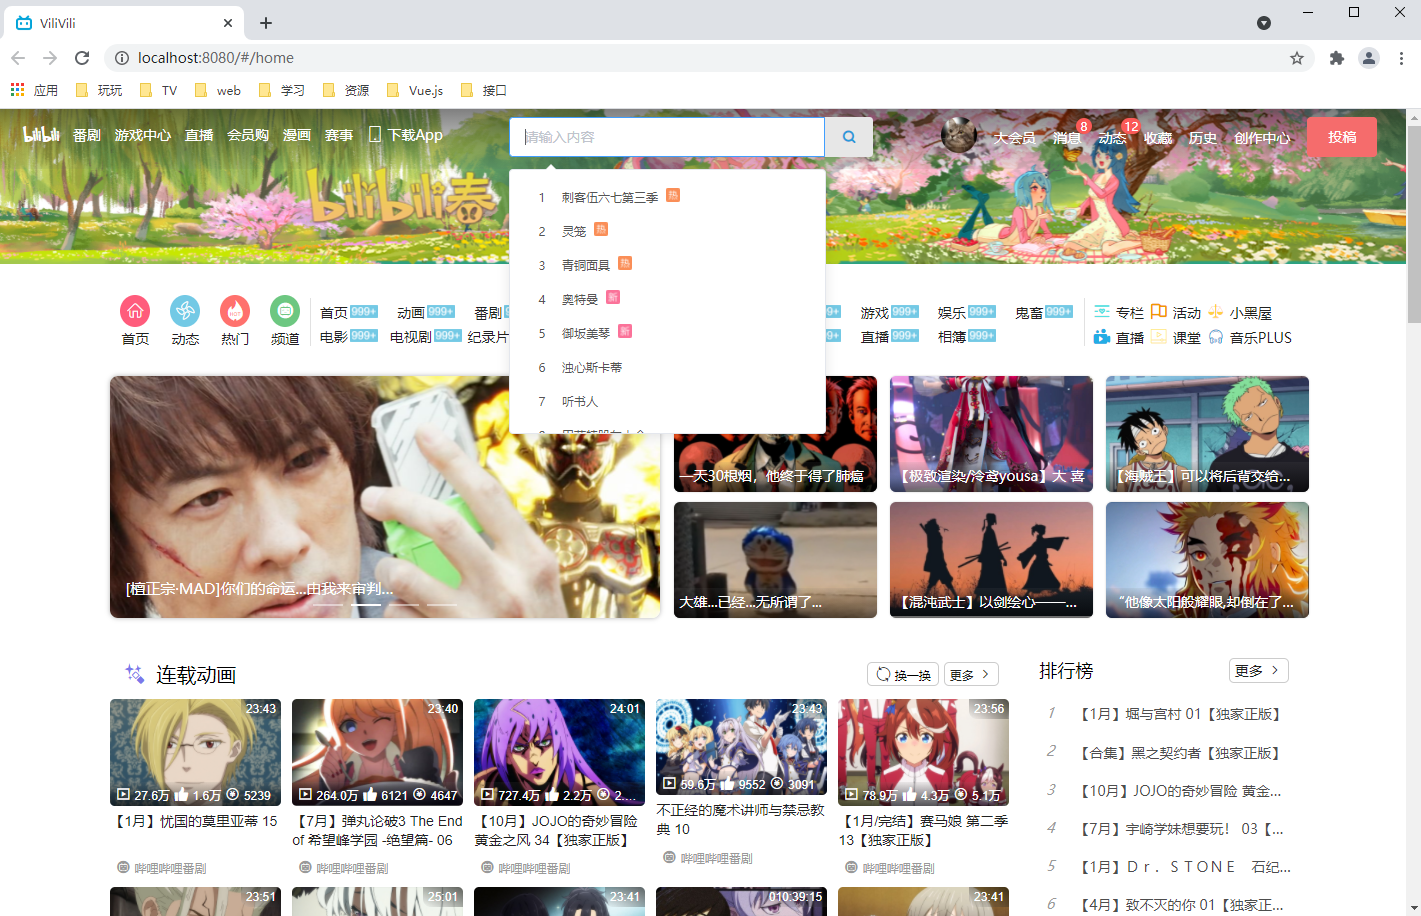 ViliVili
localhost:8080/#/home
应用 玩玩 TV web 学习 资源 Vue.js 接口
bilibili 番剧 游戏中心 直播 会员购 漫画 赛事 下载App
请输入内容
大会员 消息 8 动态 12 收藏 历史 创作中心 投稿
bilibili春
1 刺客伍六七第三季 热
2 灵笼 热
3 青铜面具 热
4 奥特曼 新
5 御坂美琴 新
6 浊心斯卡蒂
7 听书人
首页 动态 热门 频道
HOT
首页 999+ 动画 999+ 番剧
电影 999+ 电视剧 999+ 纪录片
游戏 999+ 娱乐 999+ 鬼畜 999+
直播 999+ 相簿 999+
专栏 活动 小黑屋
直播 课堂 音乐PLUS
[檀正宗·MAD]你们的命运...由我来审判...
一天30根烟，他终于得了肺癌
【极致渲染/泠鸢yousa】大 喜
【海贼王】可以将后背交给...
大雄...已经...无所谓了...
【混沌武士】以剑绘心——...
“他像太阳般耀眼,却倒在了...
连载动画
换一换
更多
23:43
27.6万 1.6万 5239
【1月】忧国的莫里亚蒂 15
哔哩哔哩番剧
23:40
264.0万 6121 4647
【7月】弹丸论破3 The End
of 希望峰学园 -绝望篇- 06
哔哩哔哩番剧
24:01
727.4万 2.2万 2....
【10月】JOJO的奇妙冒险
黄金之风 34【独家正版】
哔哩哔哩番剧
23:43
59.6万 9552 3091
不正经的魔术讲师与禁忌教
典 10
哔哩哔哩番剧
23:56
78.9万 4.3万 5.1万
【1月/完结】赛马娘 第二季
13【独家正版】
哔哩哔哩番剧
23:51
25:01
23:41
010:39:15
23:41
排行榜
更多
1 【1月】堀与宫村 01【独家正版】
2 【合集】黑之契约者【独家正版】
3 【10月】JOJO的奇妙冒险 黄金...
4 【7月】宇崎学妹想要玩！ 03【...
5 【1月】Ｄｒ．ＳＴＯＮＥ　石纪...
6 【4月】致不灭的你 01【独家正...